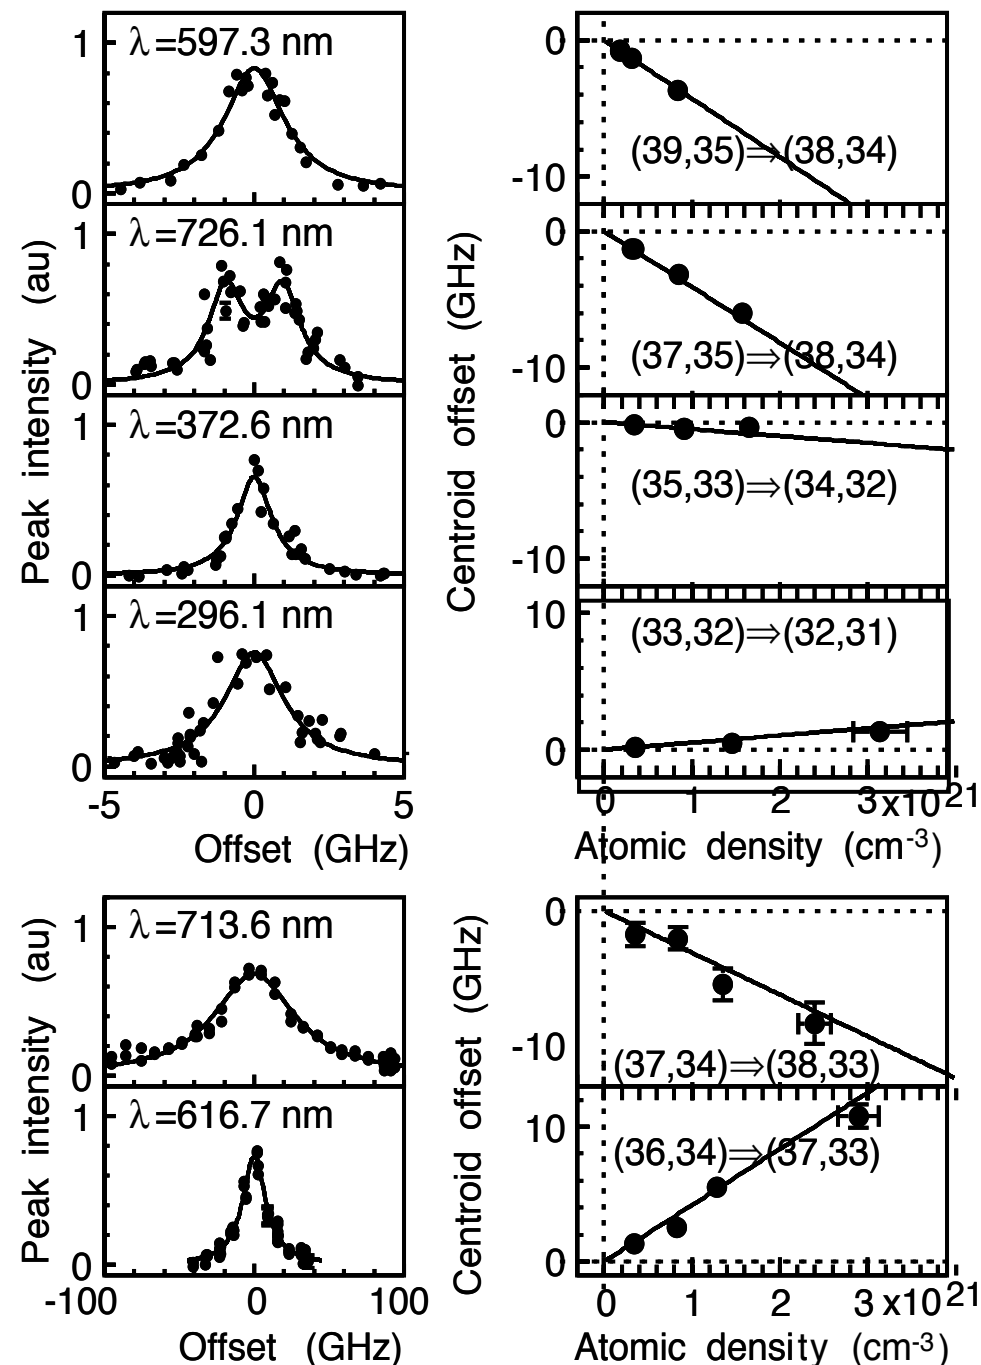 λ=597.3 nm
1
0
λ=726.1 nm
1
0
λ=372.6 nm
1
0
λ=296.1 nm
1
0
-5 0 5
Offset (GHz)
Peak intensity (au)
0
-10
(39,35)⇒(38,34)
0
-10
(37,35)⇒(38,34)
0
-10
(35,33)⇒(34,32)
10
0
(33,32)⇒(32,31)
0 1 2 3x10²¹
Atomic density (cm⁻³)
Centroid offset (GHz)
λ=713.6 nm
1
0
λ=616.7 nm
1
0
-100 0 100
Offset (GHz)
Peak intensity (au)
0
-10
(37,34)⇒(38,33)
10
0
(36,34)⇒(37,33)
0 1 2 3x10²¹
Atomic density (cm⁻³)
Centroid offset (GHz)